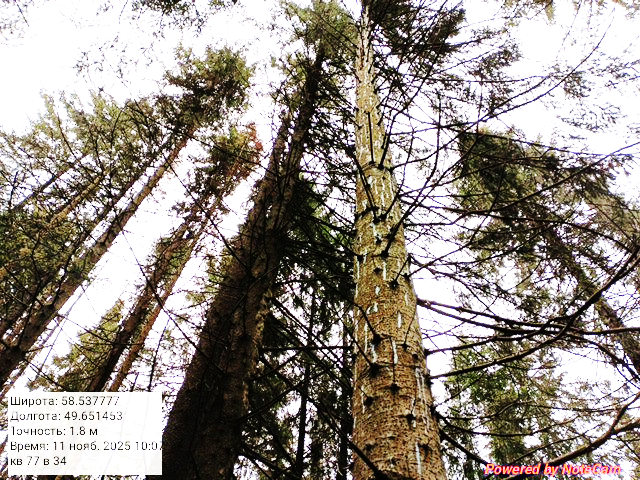 Широта: 58.537777
Долгота: 49.651453
Точность: 1.8 м
Время: 11 нояб. 2025 10:07
кв 77 в 34
Powered by NoteCam